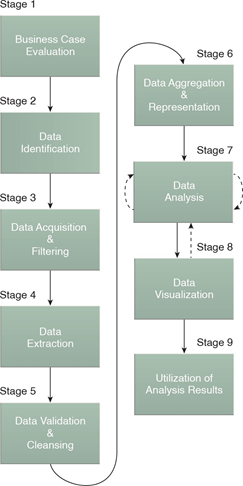 Stage 1
Business Case
Evaluation
Stage 2
Data
Identification
Stage 3
Data Acquisition
&
Filtering
Stage 4
Data
Extraction
Stage 5
Data Validation
&
Cleansing
Stage 6
Data Aggregation
&
Representation
Stage 7
Data
Analysis
Stage 8
Data
Visualization
Stage 9
Utilization of
Analysis Results